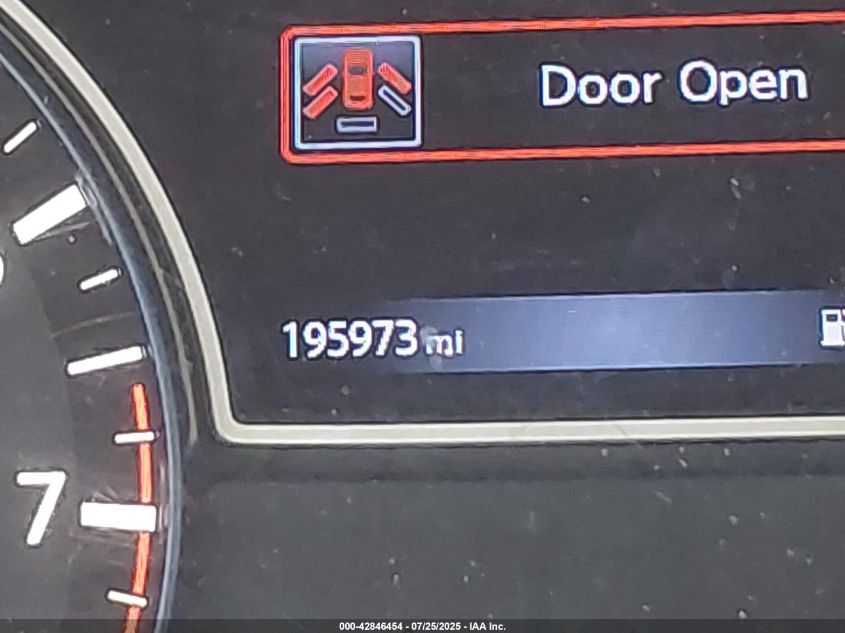 Door Open
195973 mi
7
000-42846454 - 07/25/2025 - IAA Inc.